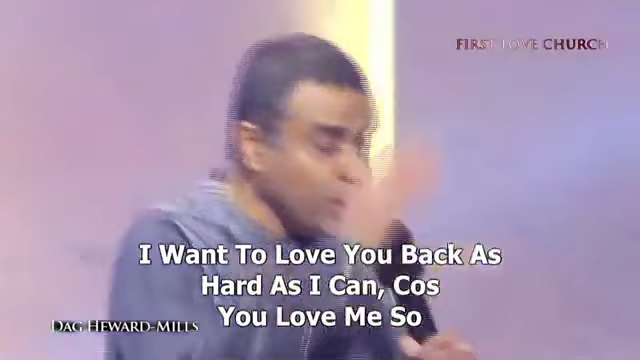 FIRST LOVE CHURCH
I Want To Love You Back As
Hard As I Can, Cos
You Love Me So
DAG HEWARD-MILLS